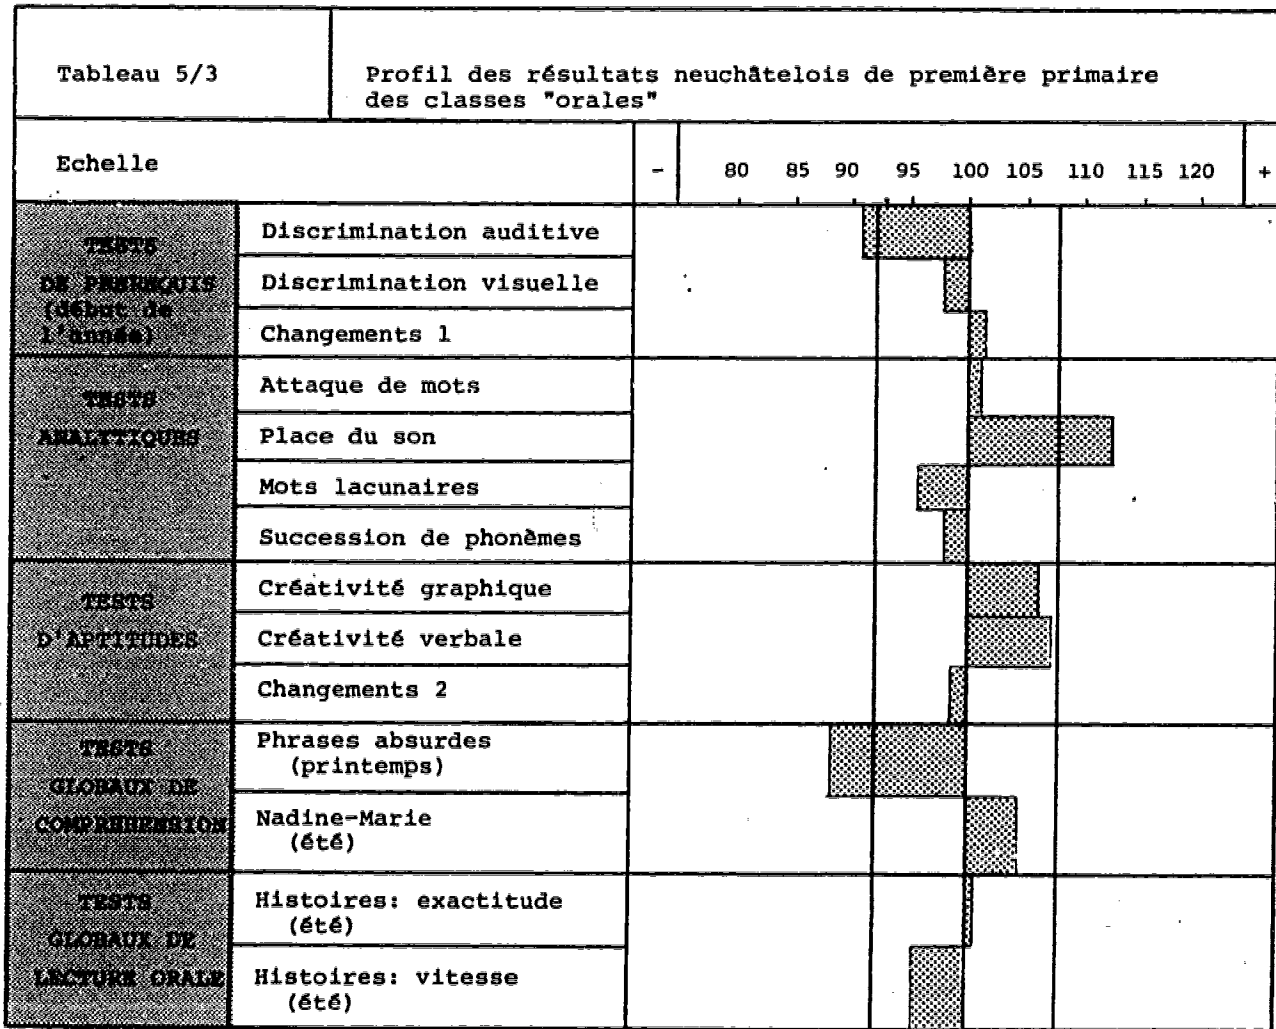 Tableau 5/3
Profil des résultats neuchâtelois de première primaire
des classes "orales"
Echelle
- 80 85 90 95 100 105 110 115 120 +
TESTS
DE PREREQUIS
(début de
l'année)
Discrimination auditive
Discrimination visuelle
Changements 1
TESTS
ANALYTIQUES
Attaque de mots
Place du son
Mots lacunaires
Succession de phonèmes
TESTS
D'APTITUDES
Créativité graphique
Créativité verbale
Changements 2
TESTS
GLOBAUX DE
COMPREHENSION
Phrases absurdes
(printemps)
Nadine-Marie
(été)
TESTS
GLOBAUX DE
LECTURE ORALE
Histoires: exactitude
(été)
Histoires: vitesse
(été)